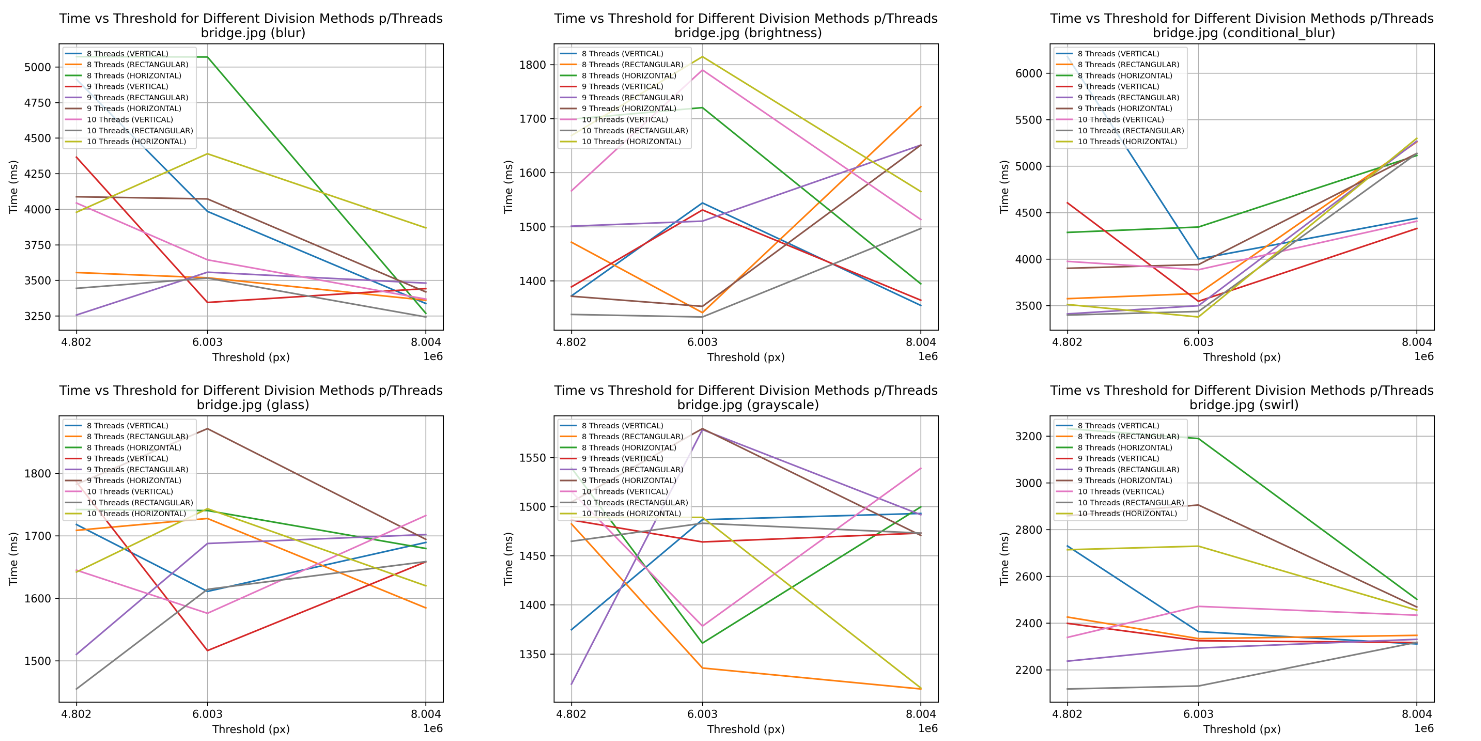 Time vs Threshold for Different Division Methods p/Threads
bridge.jpg (blur)
8 Threads (VERTICAL)
8 Threads (RECTANGULAR)
8 Threads (HORIZONTAL)
9 Threads (VERTICAL)
9 Threads (RECTANGULAR)
9 Threads (HORIZONTAL)
10 Threads (VERTICAL)
10 Threads (RECTANGULAR)
10 Threads (HORIZONTAL)
5000
4750
4500
4250
4000
3750
3500
3250
Time (ms)
4.802
6.003
8.004
Threshold (px)
1e6
Time vs Threshold for Different Division Methods p/Threads
bridge.jpg (brightness)
8 Threads (VERTICAL)
8 Threads (RECTANGULAR)
8 Threads (HORIZONTAL)
9 Threads (VERTICAL)
9 Threads (RECTANGULAR)
9 Threads (HORIZONTAL)
10 Threads (VERTICAL)
10 Threads (RECTANGULAR)
10 Threads (HORIZONTAL)
1800
1700
1600
1500
1400
Time (ms)
4.802
6.003
8.004
Threshold (px)
1e6
Time vs Threshold for Different Division Methods p/Threads
bridge.jpg (conditional_blur)
8 Threads (VERTICAL)
8 Threads (RECTANGULAR)
8 Threads (HORIZONTAL)
9 Threads (VERTICAL)
9 Threads (RECTANGULAR)
9 Threads (HORIZONTAL)
10 Threads (VERTICAL)
10 Threads (RECTANGULAR)
10 Threads (HORIZONTAL)
6000
5500
5000
4500
4000
3500
Time (ms)
4.802
6.003
8.004
Threshold (px)
1e6
Time vs Threshold for Different Division Methods p/Threads
bridge.jpg (glass)
8 Threads (VERTICAL)
8 Threads (RECTANGULAR)
8 Threads (HORIZONTAL)
9 Threads (VERTICAL)
9 Threads (RECTANGULAR)
9 Threads (HORIZONTAL)
10 Threads (VERTICAL)
10 Threads (RECTANGULAR)
10 Threads (HORIZONTAL)
1800
1700
1600
1500
Time (ms)
4.802
6.003
8.004
Threshold (px)
1e6
Time vs Threshold for Different Division Methods p/Threads
bridge.jpg (grayscale)
8 Threads (VERTICAL)
8 Threads (RECTANGULAR)
8 Threads (HORIZONTAL)
9 Threads (VERTICAL)
9 Threads (RECTANGULAR)
9 Threads (HORIZONTAL)
10 Threads (VERTICAL)
10 Threads (RECTANGULAR)
10 Threads (HORIZONTAL)
1550
1500
1450
1400
1350
Time (ms)
4.802
6.003
8.004
Threshold (px)
1e6
Time vs Threshold for Different Division Methods p/Threads
bridge.jpg (swirl)
8 Threads (VERTICAL)
8 Threads (RECTANGULAR)
8 Threads (HORIZONTAL)
9 Threads (VERTICAL)
9 Threads (RECTANGULAR)
9 Threads (HORIZONTAL)
10 Threads (VERTICAL)
10 Threads (RECTANGULAR)
10 Threads (HORIZONTAL)
3200
3000
2800
2600
2400
2200
Time (ms)
4.802
6.003
8.004
Threshold (px)
1e6